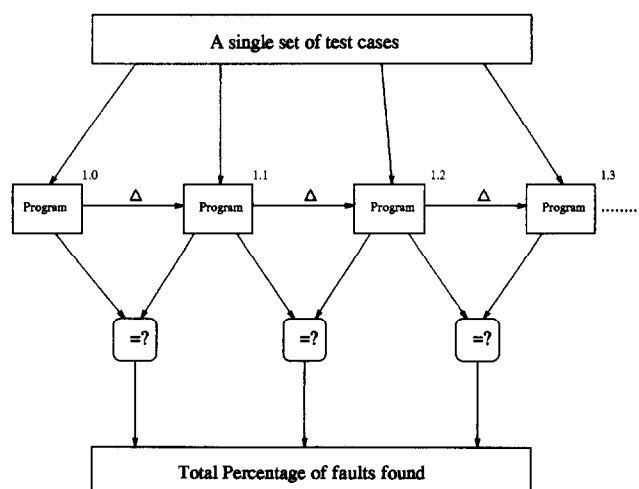 A single set of test cases
1.0 1.1 1.2 1.3
Program Δ Program Δ Program Δ Program ........
=? =? =?
Total Percentage of faults found